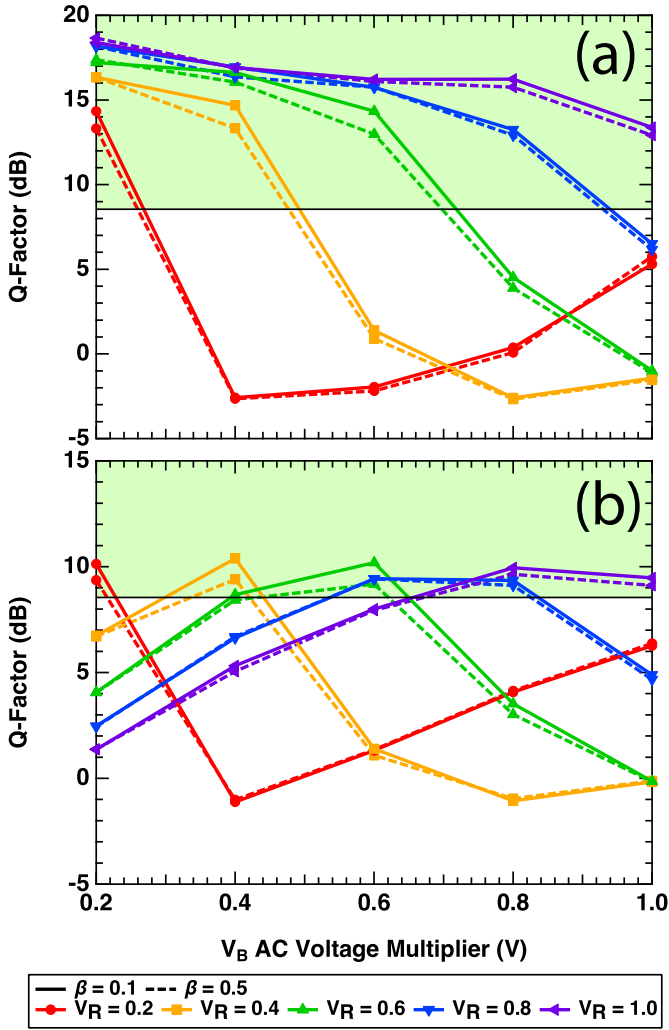 20
15
10
5
0
-5
Q-Factor (dB)
(a)
15
10
5
0
-5
Q-Factor (dB)
(b)
0.2 0.4 0.6 0.8 1.0
V_B AC Voltage Multiplier (V)
β = 0.1 β = 0.5
V_R = 0.2 V_R = 0.4 V_R = 0.6 V_R = 0.8 V_R = 1.0